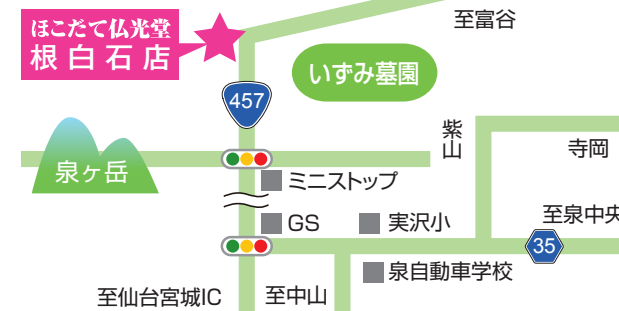 至富谷
ほこだて仏光堂
根白石店
いずみ墓園
457
紫山
寺岡
泉ヶ岳
ミニストップ
GS
実沢小
至泉中央
35
泉自動車学校
至仙台宮城IC
至中山